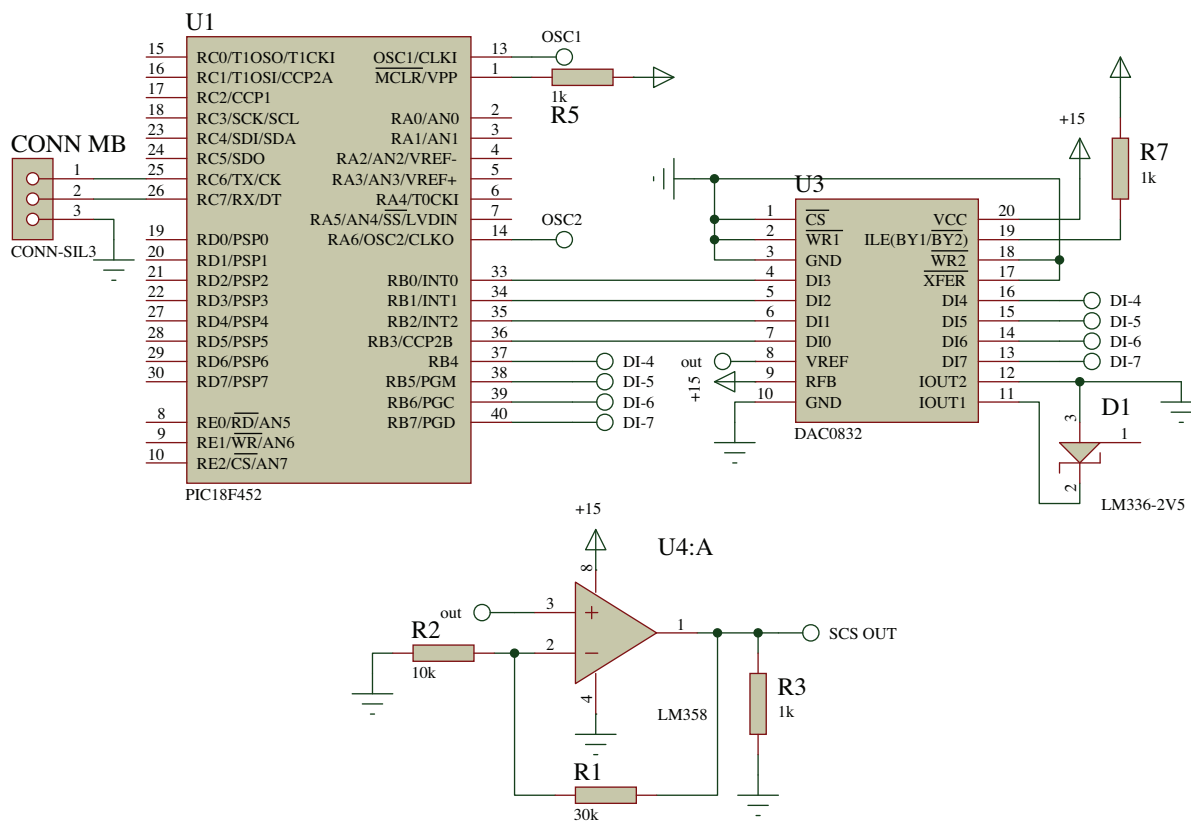 U1
15 RC0/T1OSO/T1CKI OSC1/CLKI 13 OSC1
16 RC1/T1OSI/CCP2A MCLR/VPP 1
17 RC2/CCP1 1k
R5
18 RC3/SCK/SCL RA0/AN0 2
23 RC4/SDI/SDA RA1/AN1 3
24 RC5/SDO RA2/AN2/VREF- 4
25 RC6/TX/CK RA3/AN3/VREF+ 5
26 RC7/RX/DT RA4/T0CKI 6
RA5/AN4/SS/LVDIN 7
19 RD0/PSP0 RA6/OSC2/CLKO 14 OSC2
20 RD1/PSP1
21 RD2/PSP2 RB0/INT0 33
22 RD3/PSP3 RB1/INT1 34
27 RD4/PSP4 RB2/INT2 35
28 RD5/PSP5 RB3/CCP2B 36
29 RD6/PSP6 RB4 37 DI-4
30 RD7/PSP7 RB5/PGM 38 DI-5
RB6/PGC 39 DI-6
8 RE0/RD/AN5 RB7/PGD 40 DI-7
9 RE1/WR/AN6
10 RE2/CS/AN7
PIC18F452
CONN MB
1
2
3
CONN-SIL3
+15
R7
1k
U3
1 CS VCC 20
2 WR1 ILE(BY1/BY2) 19
3 GND WR2 18
4 DI3 XFER 17
5 DI2 DI4 16 DI-4
6 DI1 DI5 15 DI-5
7 DI0 DI6 14 DI-6
out 8 VREF DI7 13 DI-7
+15 9 RFB IOUT2 12
10 GND IOUT1 11
DAC0832
D1
3
1
2
LM336-2V5
+15
U4:A
8
out 3
+
1 SCS OUT
R2 2
−
10k
4
LM358
R3
1k
R1
30k